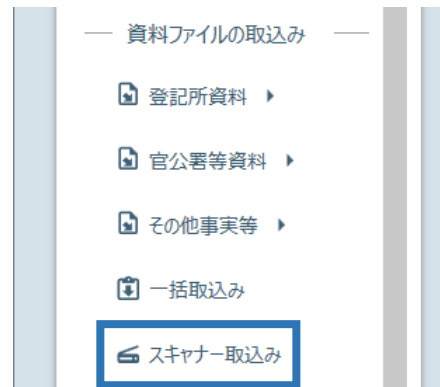 資料ファイルの取込み
登記所資料
官公署等資料
その他事実等
一括取込み
スキャナー取込み